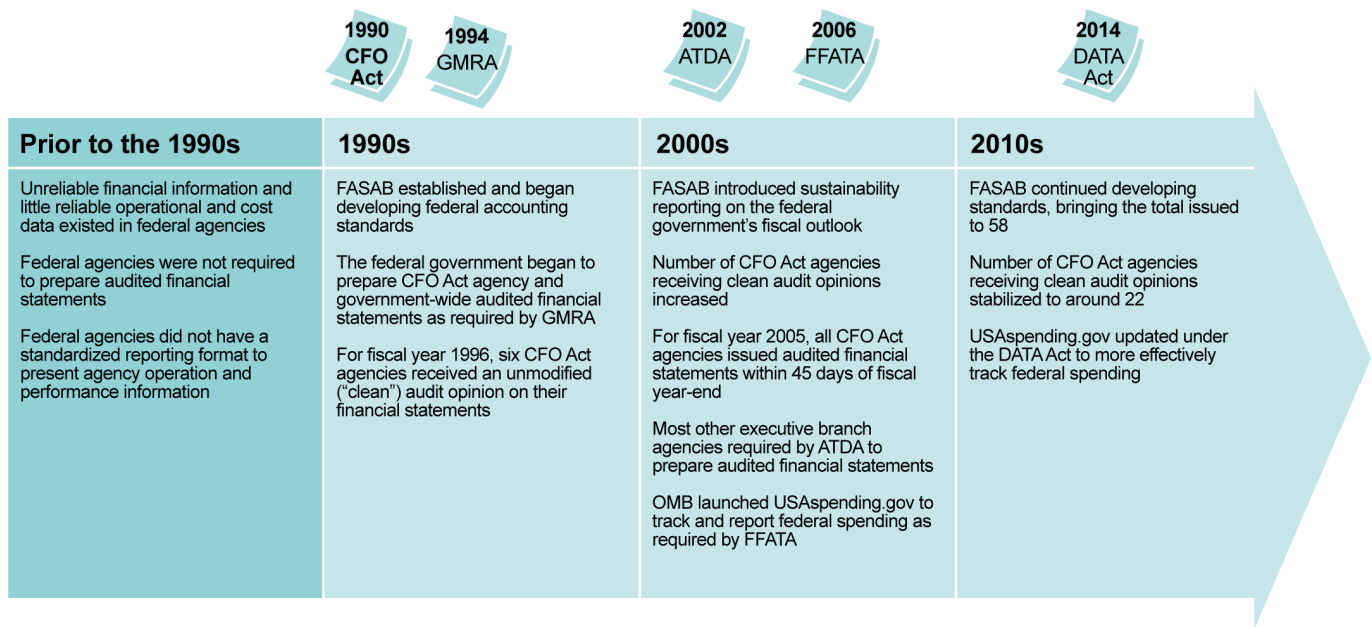 1990
CFO
Act
1994
GMRA
2002
ATDA
2006
FFATA
2014
DATA
Act
Prior to the 1990s
Unreliable financial information and
little reliable operational and cost
data existed in federal agencies
Federal agencies were not required
to prepare audited financial
statements
Federal agencies did not have a
standardized reporting format to
present agency operation and
performance information
1990s
FASAB established and began
developing federal accounting
standards
The federal government began to
prepare CFO Act agency and
government-wide audited financial
statements as required by GMRA
For fiscal year 1996, six CFO Act
agencies received an unmodified
(“clean”) audit opinion on their
financial statements
2000s
FASAB introduced sustainability
reporting on the federal
government’s fiscal outlook
Number of CFO Act agencies
receiving clean audit opinions
increased
For fiscal year 2005, all CFO Act
agencies issued audited financial
statements within 45 days of fiscal
year-end
Most other executive branch
agencies required by ATDA to
prepare audited financial statements
OMB launched USAspending.gov to
track and report federal spending as
required by FFATA
2010s
FASAB continued developing
standards, bringing the total issued
to 58
Number of CFO Act agencies
receiving clean audit opinions
stabilized to around 22
USAspending.gov updated under
the DATA Act to more effectively
track federal spending